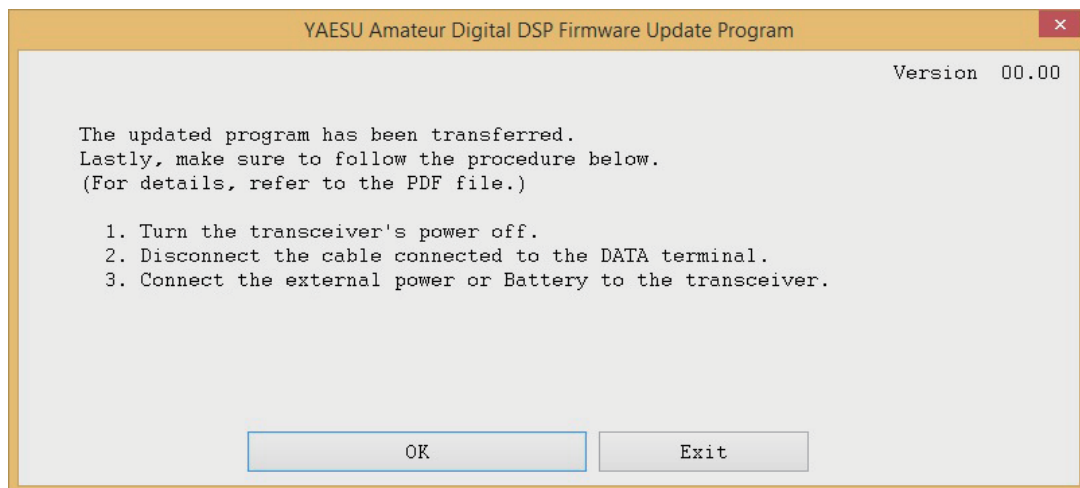 YAESU Amateur Digital DSP Firmware Update Program
Version 00.00
The updated program has been transferred.
Lastly, make sure to follow the procedure below.
(For details, refer to the PDF file.)
1. Turn the transceiver's power off.
2. Disconnect the cable connected to the DATA terminal.
3. Connect the external power or Battery to the transceiver.
OK Exit